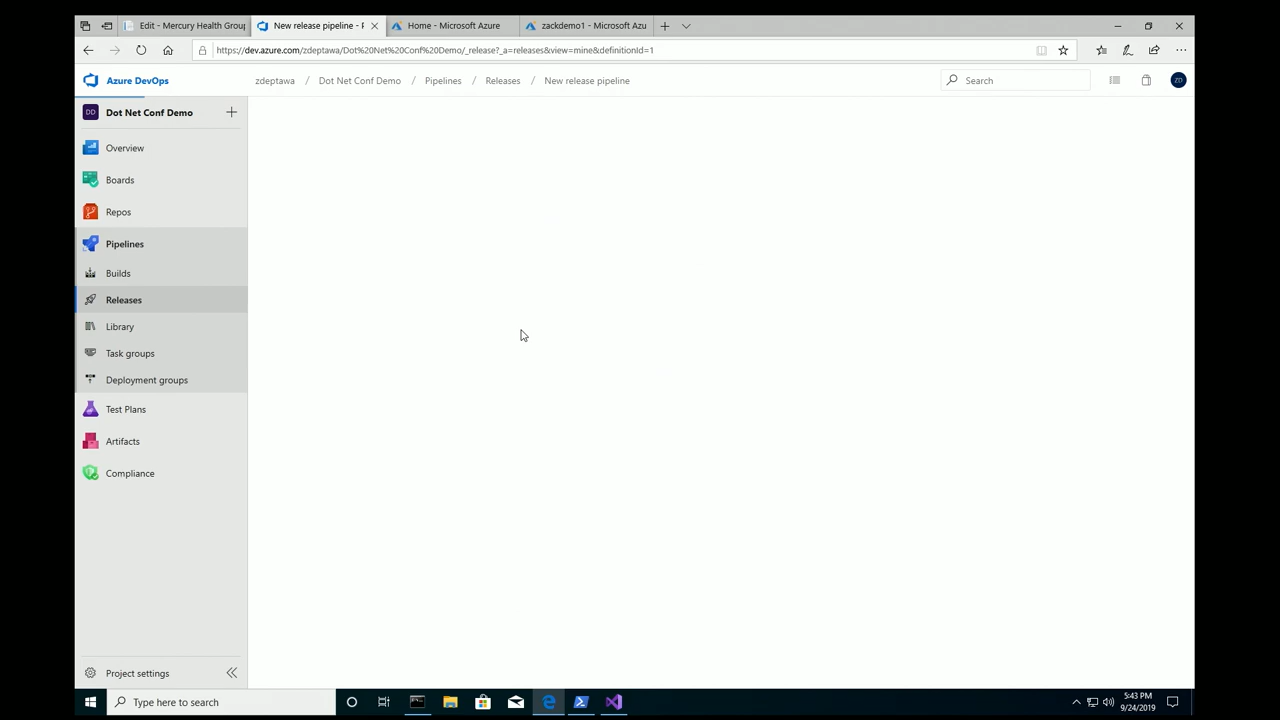 Edit - Mercury Health Group
New release pipeline - P
Home - Microsoft Azure
zackdemo1 - Microsoft Azu
https://dev.azure.com/zdeptawa/Dot%20Net%20Conf%20Demo/_release?_a=releases&view=mine&definitionId=1
Azure DevOps
zdeptawa / Dot Net Conf Demo / Pipelines / Releases / New release pipeline
Search
ZD
DD Dot Net Conf Demo
Overview
Boards
Repos
Pipelines
Builds
Releases
Library
Task groups
Deployment groups
Test Plans
Artifacts
Compliance
Project settings
Type here to search
5:43 PM
9/24/2019